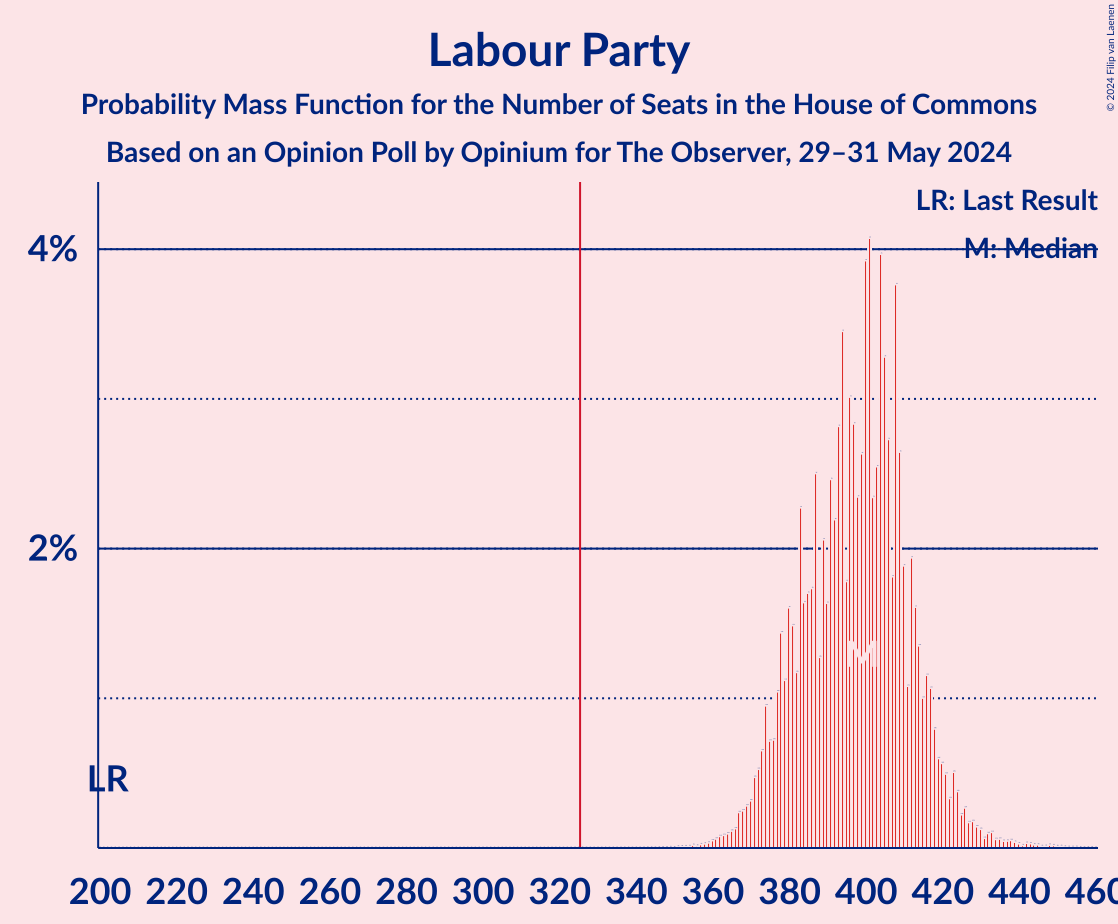 Labour Party
Probability Mass Function for the Number of Seats in the House of Commons
Based on an Opinion Poll by Opinium for The Observer, 29–31 May 2024
© 2024 Filip van Laenen
LR: Last Result
M: Median
4%
2%
M
LR
200 220 240 260 280 300 320 340 360 380 400 420 440 460